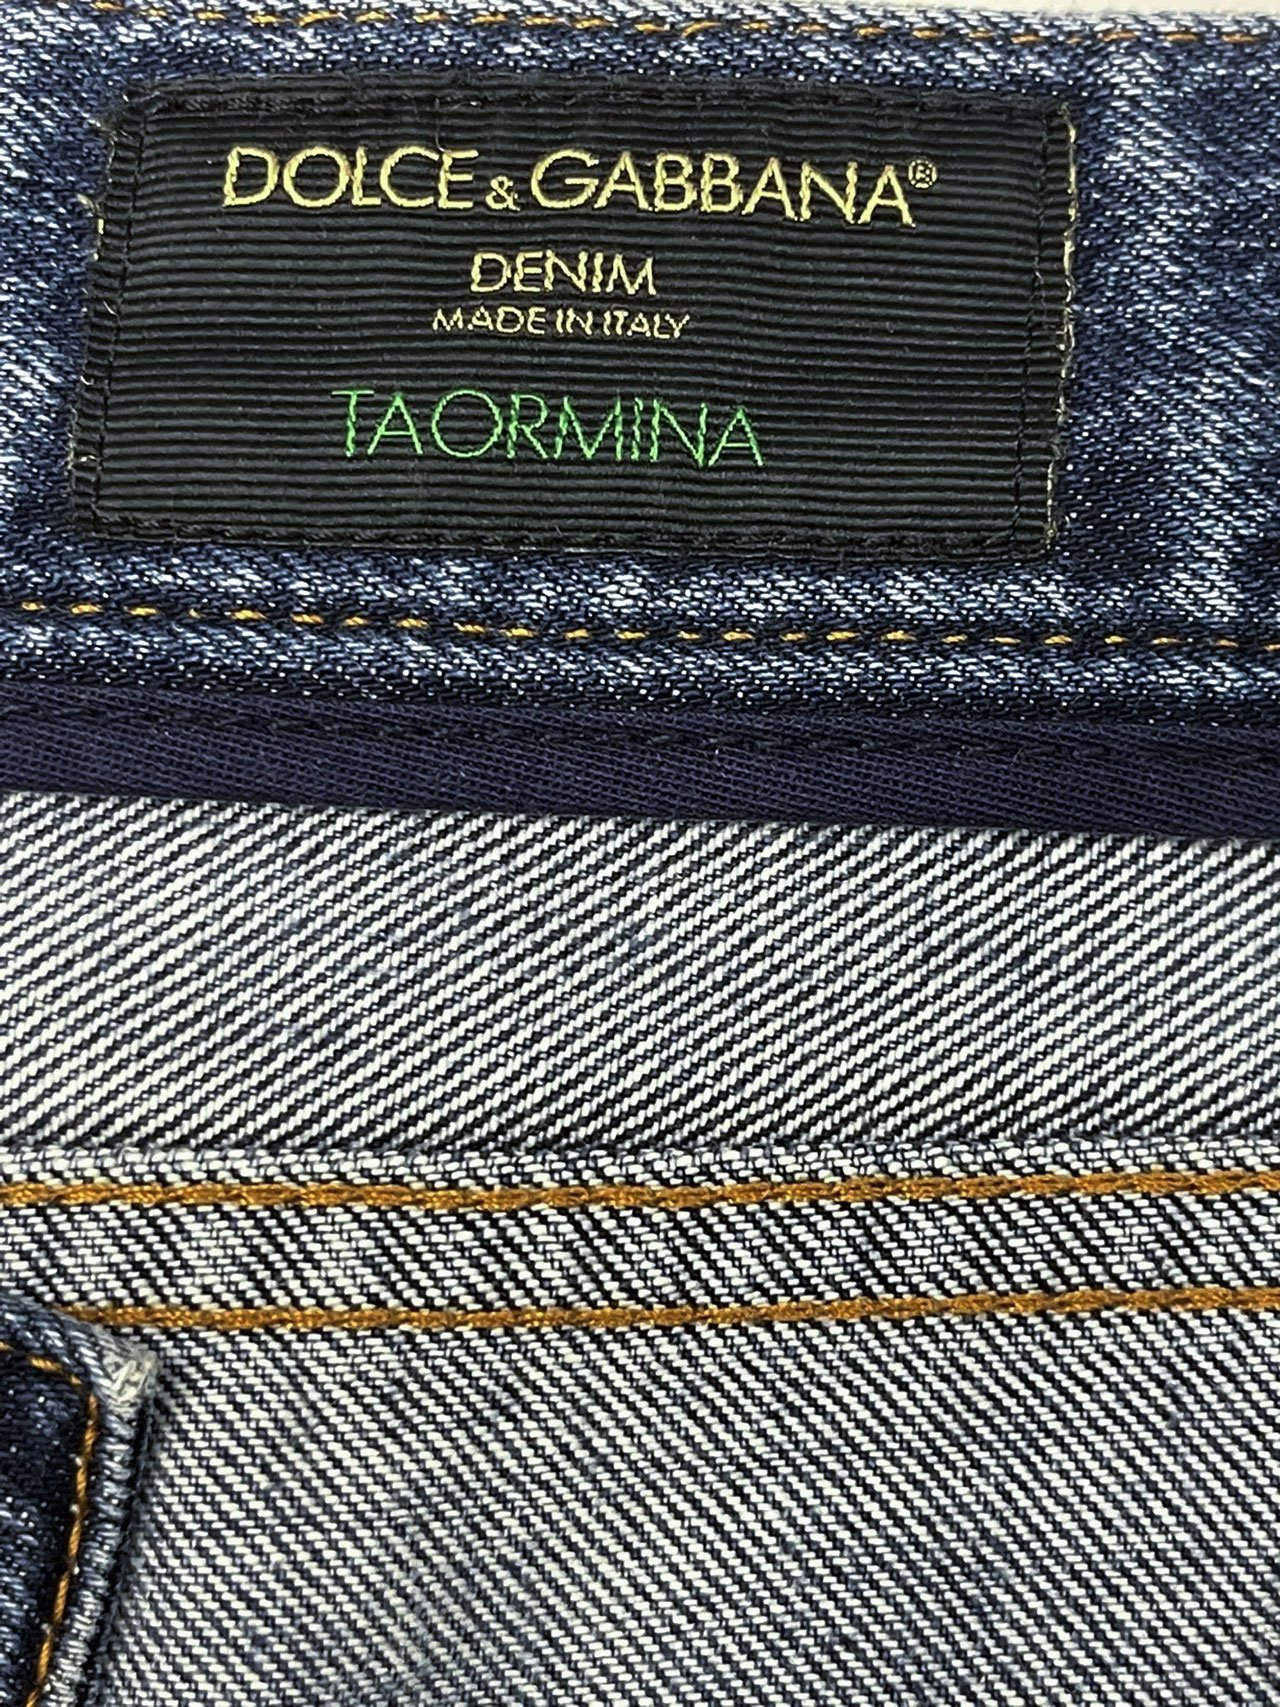 DOLCE & GABBANA®
DENIM
MADE IN ITALY
TAORMINA